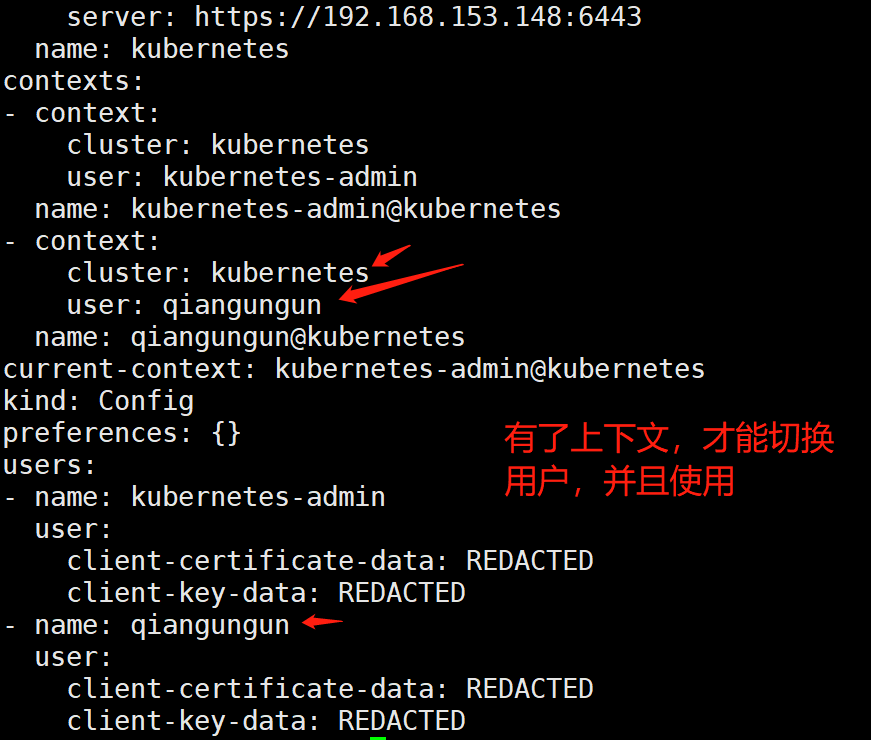 server: https://192.168.153.148:6443
  name: kubernetes
contexts:
- context:
    cluster: kubernetes
    user: kubernetes-admin
  name: kubernetes-admin@kubernetes
- context:
    cluster: kubernetes
    user: qiangungun
  name: qiangungun@kubernetes
current-context: kubernetes-admin@kubernetes
kind: Config
preferences: {}
有了上下文，才能切换
用户，并且使用
users:
- name: kubernetes-admin
  user:
    client-certificate-data: REDACTED
    client-key-data: REDACTED
- name: qiangungun
  user:
    client-certificate-data: REDACTED
    client-key-data: REDACTED